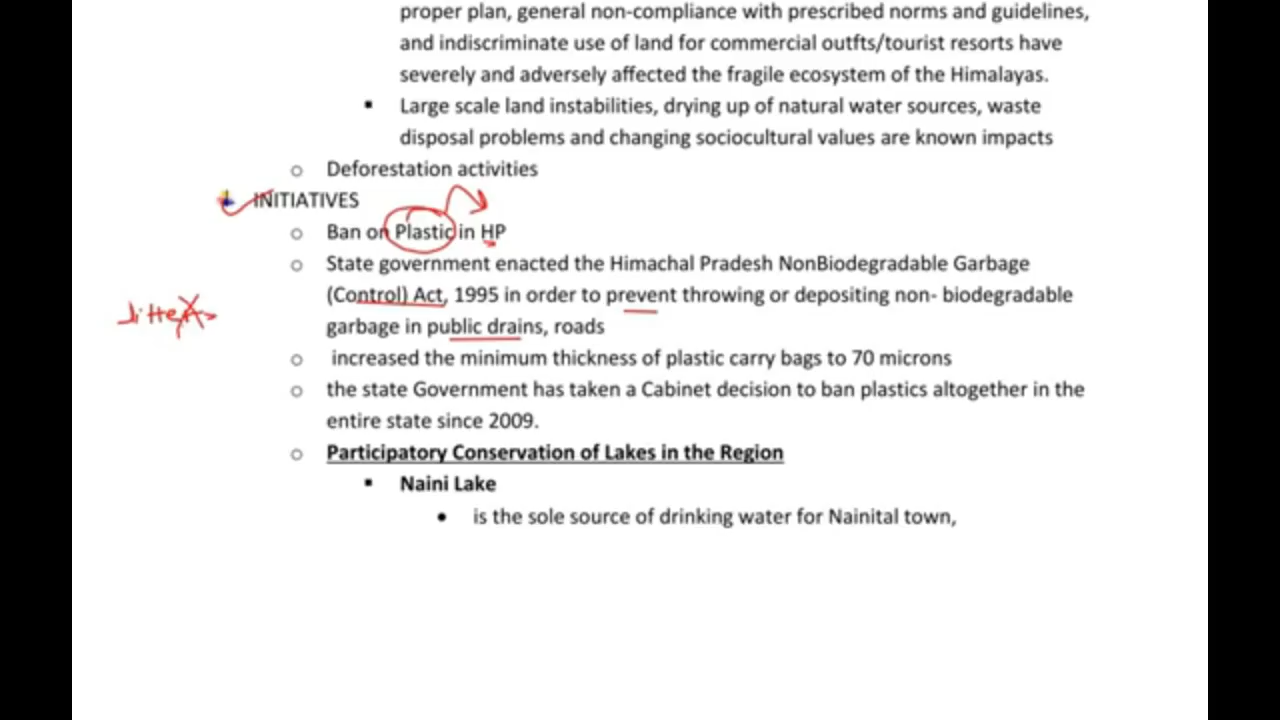 proper plan, general non-compliance with prescribed norms and guidelines,
and indiscriminate use of land for commercial outfts/tourist resorts have
severely and adversely affected the fragile ecosystem of the Himalayas.
▪ Large scale land instabilities, drying up of natural water sources, waste
disposal problems and changing sociocultural values are known impacts
o Deforestation activities
INITIATIVES
o Ban on Plastic in HP
o State government enacted the Himachal Pradesh NonBiodegradable Garbage
(Control) Act, 1995 in order to prevent throwing or depositing non- biodegradable
garbage in public drains, roads
o increased the minimum thickness of plastic carry bags to 70 microns
o the state Government has taken a Cabinet decision to ban plastics altogether in the
entire state since 2009.
o Participatory Conservation of Lakes in the Region
▪ Naini Lake
• is the sole source of drinking water for Nainital town,